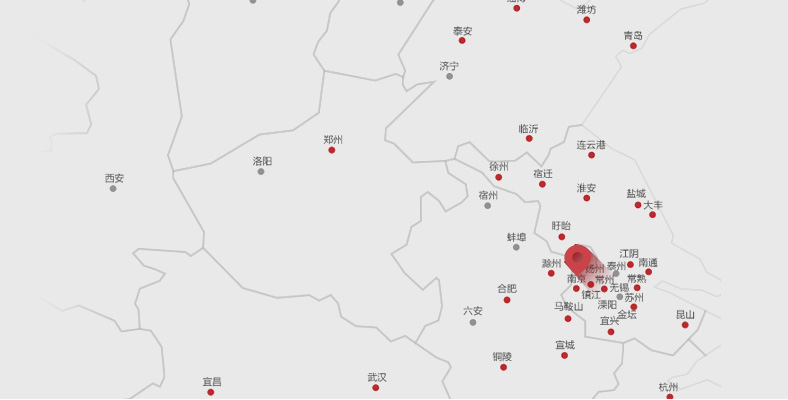 潍坊
泰安
青岛
济宁
临沂
郑州
连云港
洛阳
徐州
宿迁
西安
宿州
淮安
盐城
大丰
盱眙
蚌埠
江阴
滁州
扬州
泰州
南通
南京
常州
常熟
合肥
镇江
无锡
苏州
六安
马鞍山
溧阳
金坛
昆山
宜兴
宣城
铜陵
宜昌
武汉
杭州